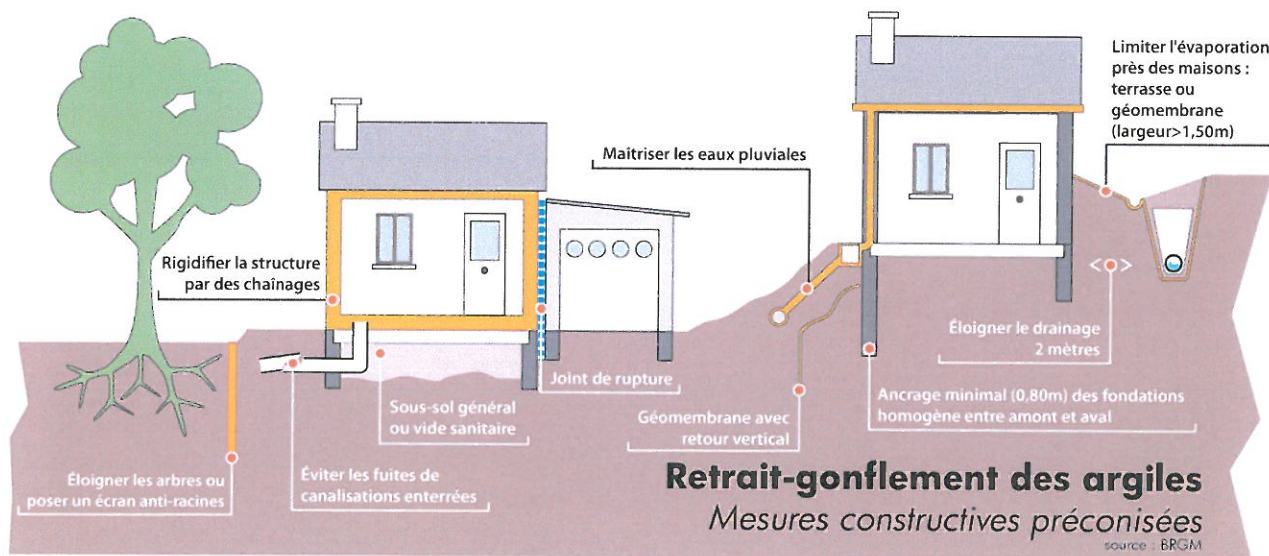 Limiter l'évaporation
près des maisons :
terrasse ou
géomembrane
(largeur>1,50m)
Maitriser les eaux pluviales
Rigidifier la structure
par des chaînages
Éloigner le drainage
2 mètres
Joint de rupture
Sous-sol général
ou vide sanitaire
Géomembrane avec
retour vertical
Ancrage minimal (0,80m) des fondations
homogène entre amont et aval
Éloigner les arbres ou
poser un écran anti-racines
Éviter les fuites de
canalisations enterrées
Retrait-gonflement des argiles
Mesures constructives préconisées
source : BRGM